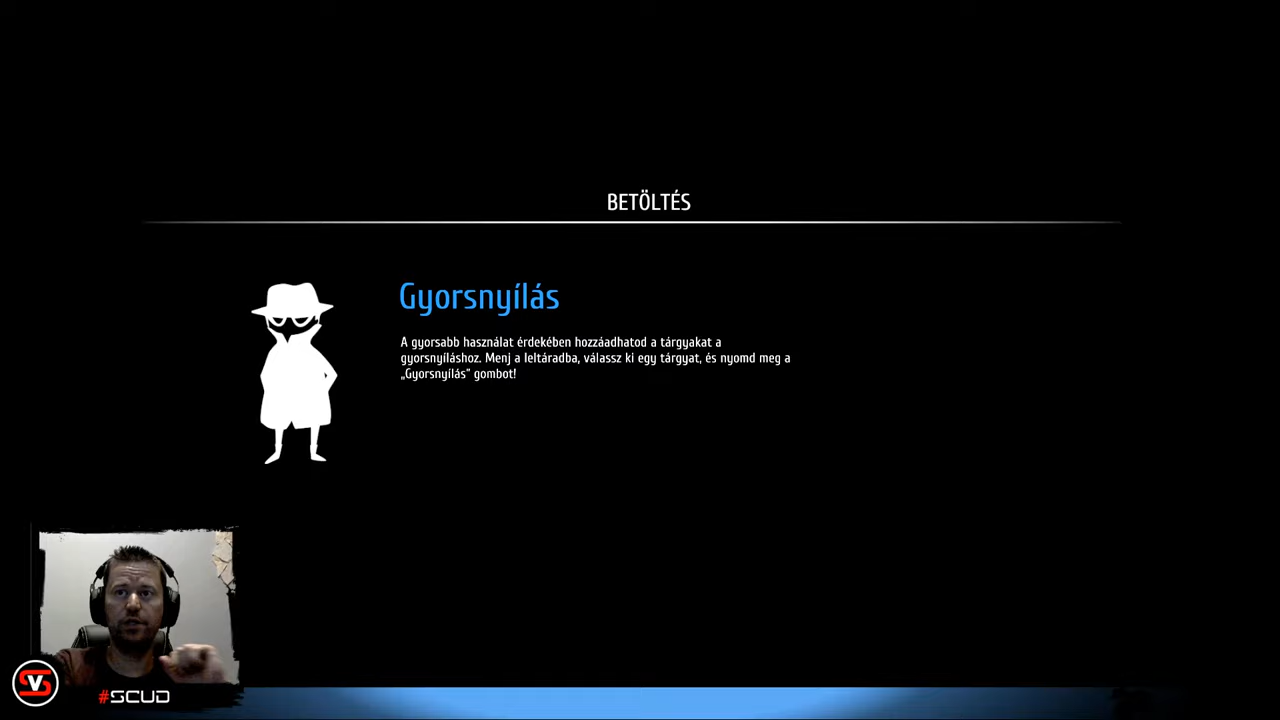 BETÖLTÉS
Gyorsnyílás
A gyorsabb használat érdekében hozzáadhatod a tárgyakat a
gyorsnyíláshoz. Menj a leltáradba, válassz ki egy tárgyat, és nyomd meg a
„Gyorsnyílás” gombot!
#SCUD